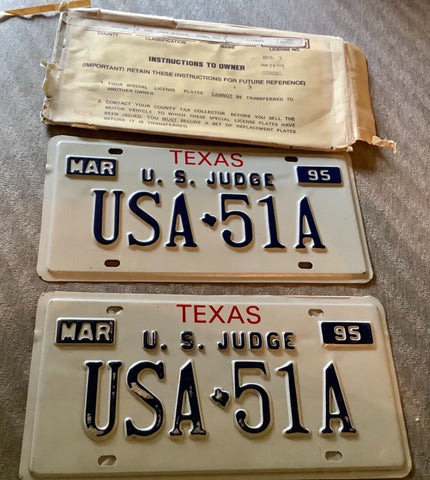 COUNTY CLASSIFICATION NAME LICENSE NO.
INSTRUCTIONS TO OWNER
(IMPORTANT! RETAIN THESE INSTRUCTIONS FOR FUTURE REFERENCE)
YOUR SPECIAL LICENSE PLATES CANNOT BE TRANSFERRED TO
ANOTHER OWNER.
CONTACT YOUR COUNTY TAX COLLECTOR BEFORE YOU SELL THE
MOTOR VEHICLE TO WHICH THESE SPECIAL LICENSE PLATES HAVE
BEEN ISSUED. YOU MUST SECURE A SET OF REPLACEMENT PLATES
BEFORE IT IS TRANSFERRED.
TEXAS
MAR 95
U. S. JUDGE
USA 51A
TEXAS
MAR 95
U. S. JUDGE
USA 51A